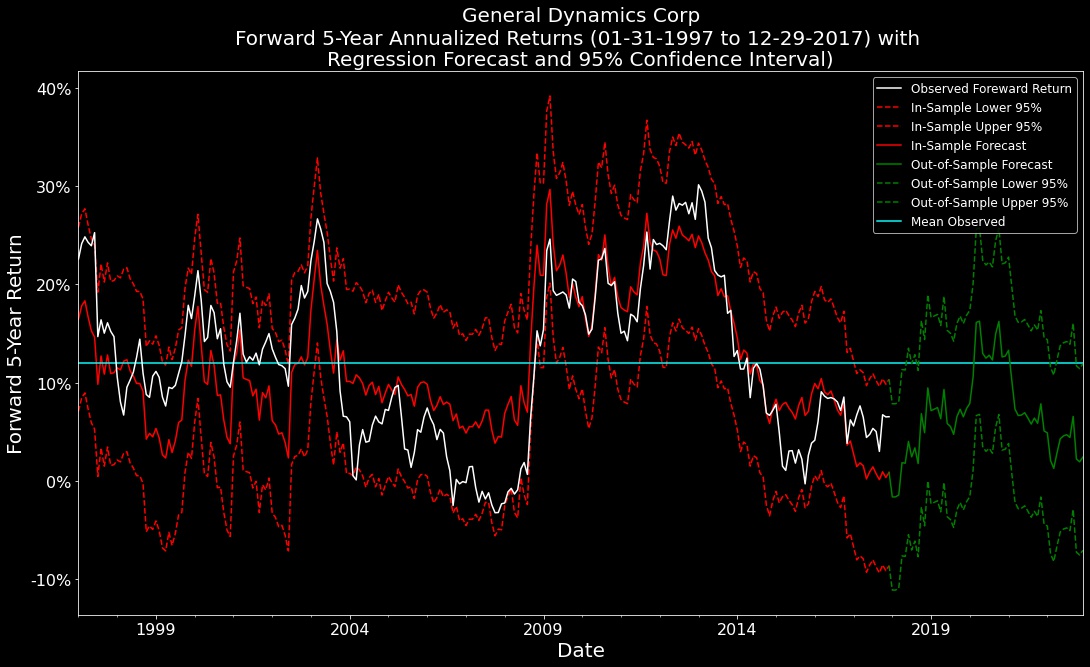 General Dynamics Corp
Forward 5-Year Annualized Returns (01-31-1997 to 12-29-2017) with
Regression Forecast and 95% Confidence Interval)
Forward 5-Year Return
40%
30%
20%
10%
0%
-10%
Observed Foreward Return
In-Sample Lower 95%
In-Sample Upper 95%
In-Sample Forecast
Out-of-Sample Forecast
Out-of-Sample Lower 95%
Out-of-Sample Upper 95%
Mean Observed
1999
2004
2009
2014
2019
Date